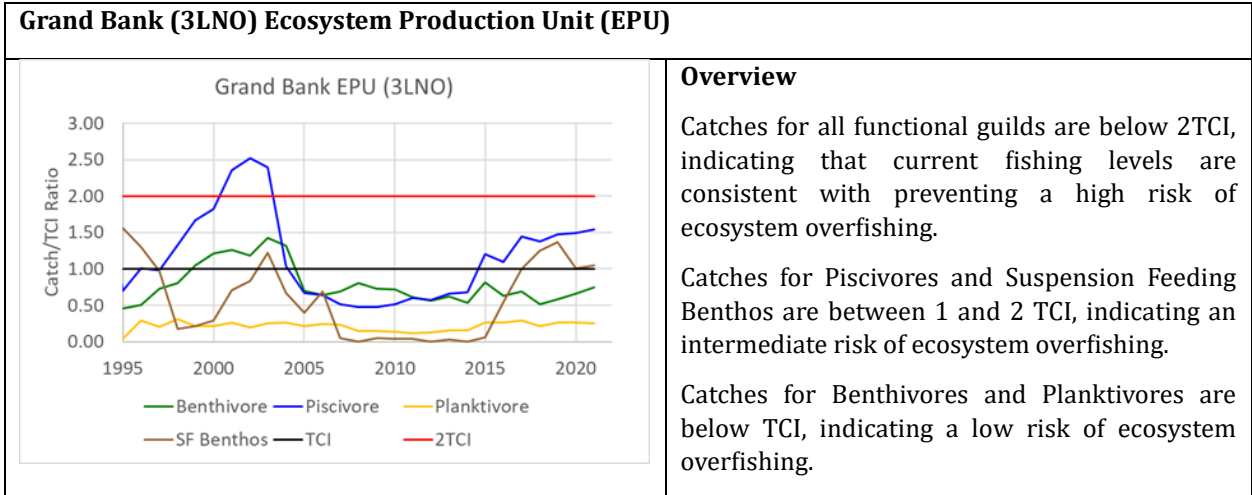 Grand Bank (3LNO) Ecosystem Production Unit (EPU)
Grand Bank EPU (3LNO)
Catch/TCI Ratio
3.00
2.50
2.00
1.50
1.00
0.50
0.00
1995 2000 2005 2010 2015 2020
Benthivore Piscivore Planktivore
SF Benthos TCI 2TCI
Overview
Catches for all functional guilds are below 2TCI,
indicating that current fishing levels are
consistent with preventing a high risk of
ecosystem overfishing.
Catches for Piscivores and Suspension Feeding
Benthos are between 1 and 2 TCI, indicating an
intermediate risk of ecosystem overfishing.
Catches for Benthivores and Planktivores are
below TCI, indicating a low risk of ecosystem
overfishing.